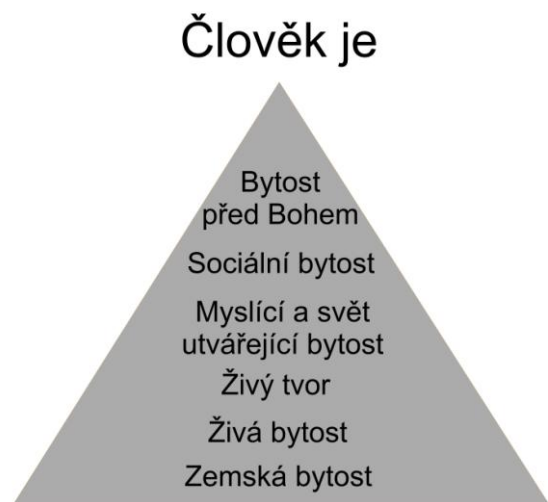 Člověk je
Bytost
před Bohem
Sociální bytost
Myslící a svět
utvářející bytost
Živý tvor
Živá bytost
Zemská bytost